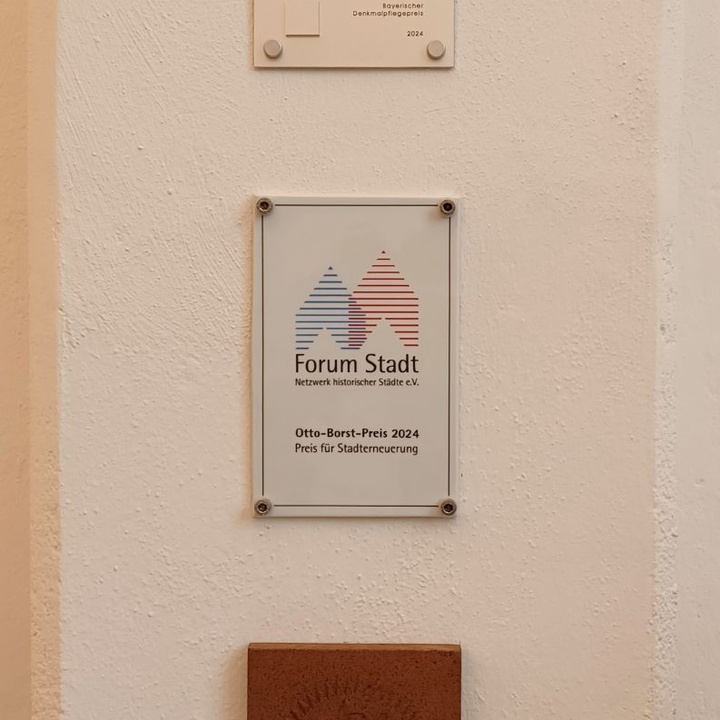 Bayerischer
Denkmalpflegepreis
2024
Forum Stadt
Netzwerk historischer Städte e.V.
Otto-Borst-Preis 2024
Preis für Stadterneuerung